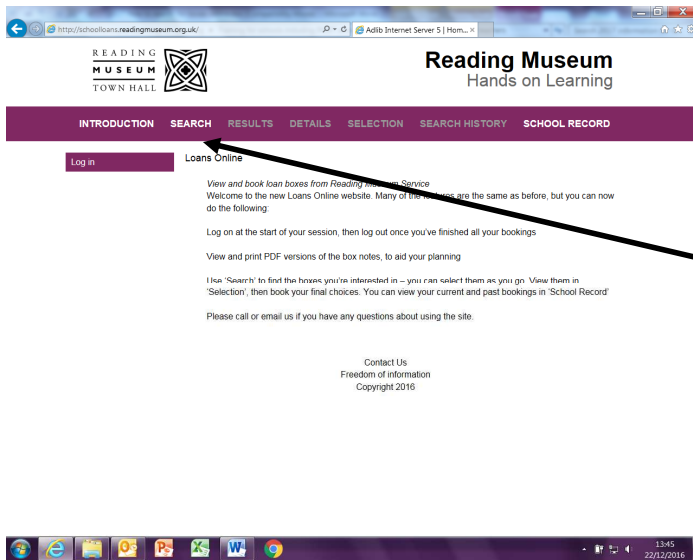 http://schoolloans.readingmuseum.org.uk/
Adlib Internet Server 5 | Hom...
READING
MUSEUM
TOWN HALL
Reading Museum
Hands on Learning
INTRODUCTION SEARCH RESULTS DETAILS SELECTION SEARCH HISTORY SCHOOL RECORD
Log in
Loans Online
View and book loan boxes from Reading Museum Service
Welcome to the new Loans Online website. Many of the features are the same as before, but you can now
do the following:
Log on at the start of your session, then log out once you've finished all your bookings
View and print PDF versions of the box notes, to aid your planning
Use 'Search' to find the boxes you're interested in – you can select them as you go. View them in
'Selection', then book your final choices. You can view your current and past bookings in 'School Record'
Please call or email us if you have any questions about using the site.
Contact Us
Freedom of information
Copyright 2016
13:45
22/12/2016